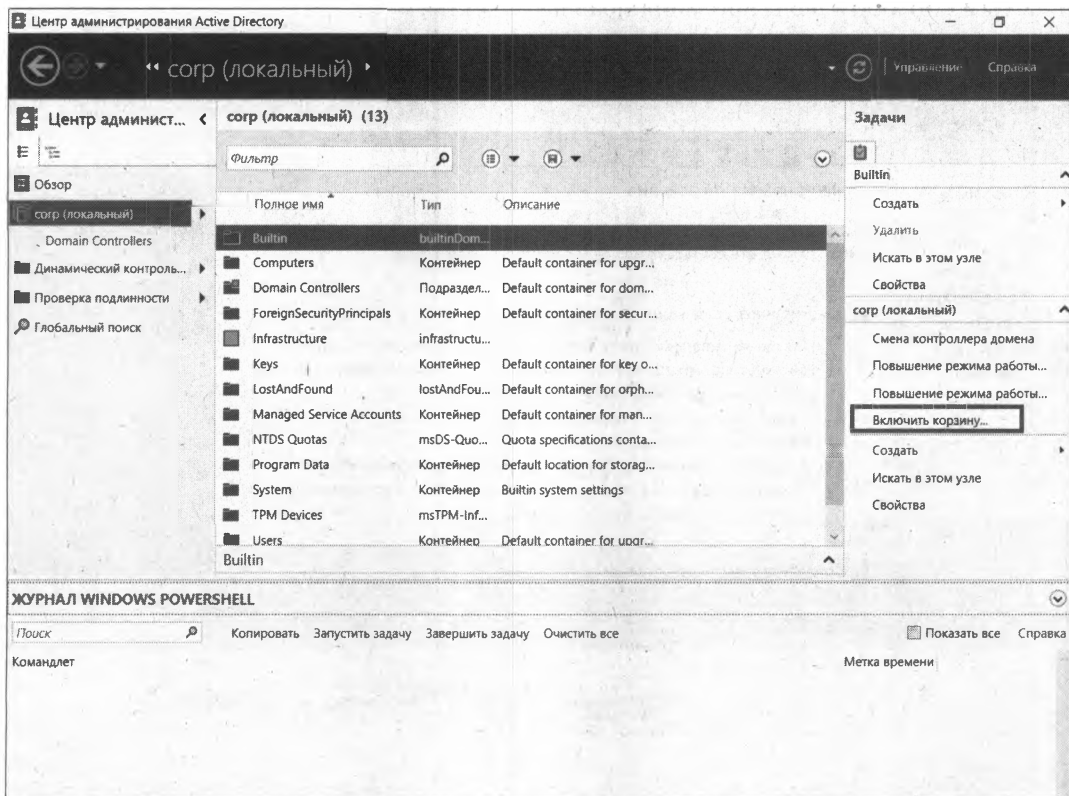 Центр администрирования Active Directory
corp (локальный)
Управление Справка
Центр админист...
Обзор
corp (локальный)
Domain Controllers
Динамический контроль...
Проверка подлинности
Глобальный поиск
corp (локальный) (13)
Фильтр
Полное имя Тип Описание
Builtin builtinDom...
Computers Контейнер Default container for upgr...
Domain Controllers Подраздел... Default container for dom...
ForeignSecurityPrincipals Контейнер Default container for secur...
Infrastructure infrastructu...
Keys Контейнер Default container for key o...
LostAndFound lostAndFou... Default container for orph...
Managed Service Accounts Контейнер Default container for man...
NTDS Quotas msDS-Quo... Quota specifications conta...
Program Data Контейнер Default location for storag...
System Контейнер Builtin system settings
TPM Devices msTPM-Inf...
Users Контейнер Default container for upgr...
Builtin
Задачи
Builtin
Создать
Удалить
Искать в этом узле
Свойства
corp (локальный)
Смена контроллера домена
Повышение режима работы...
Повышение режима работы...
Включить корзину...
Создать
Искать в этом узле
Свойства
ЖУРНАЛ WINDOWS POWERSHELL
Поиск Копировать Запустить задачу Завершить задачу Очистить все Показать все Справка
Командлет Метка времени